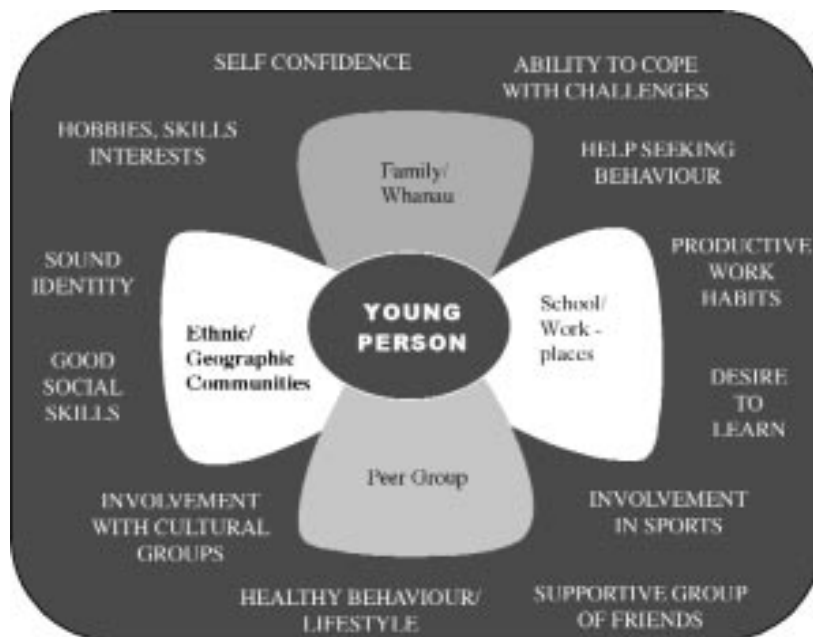 SELF CONFIDENCE
ABILITY TO COPE
WITH CHALLENGES
HOBBIES, SKILLS
INTERESTS
HELP SEEKING
BEHAVIOUR
Family/
Whanau
SOUND
IDENTITY
PRODUCTIVE
WORK
HABITS
YOUNG
PERSON
Ethnic/
Geographic
Communities
School/
Work -
places
GOOD
SOCIAL
SKILLS
DESIRE
TO
LEARN
Peer Group
INVOLVEMENT
WITH CULTURAL
GROUPS
INVOLVEMENT
IN SPORTS
HEALTHY BEHAVIOUR/
LIFESTYLE
SUPPORTIVE GROUP
OF FRIENDS